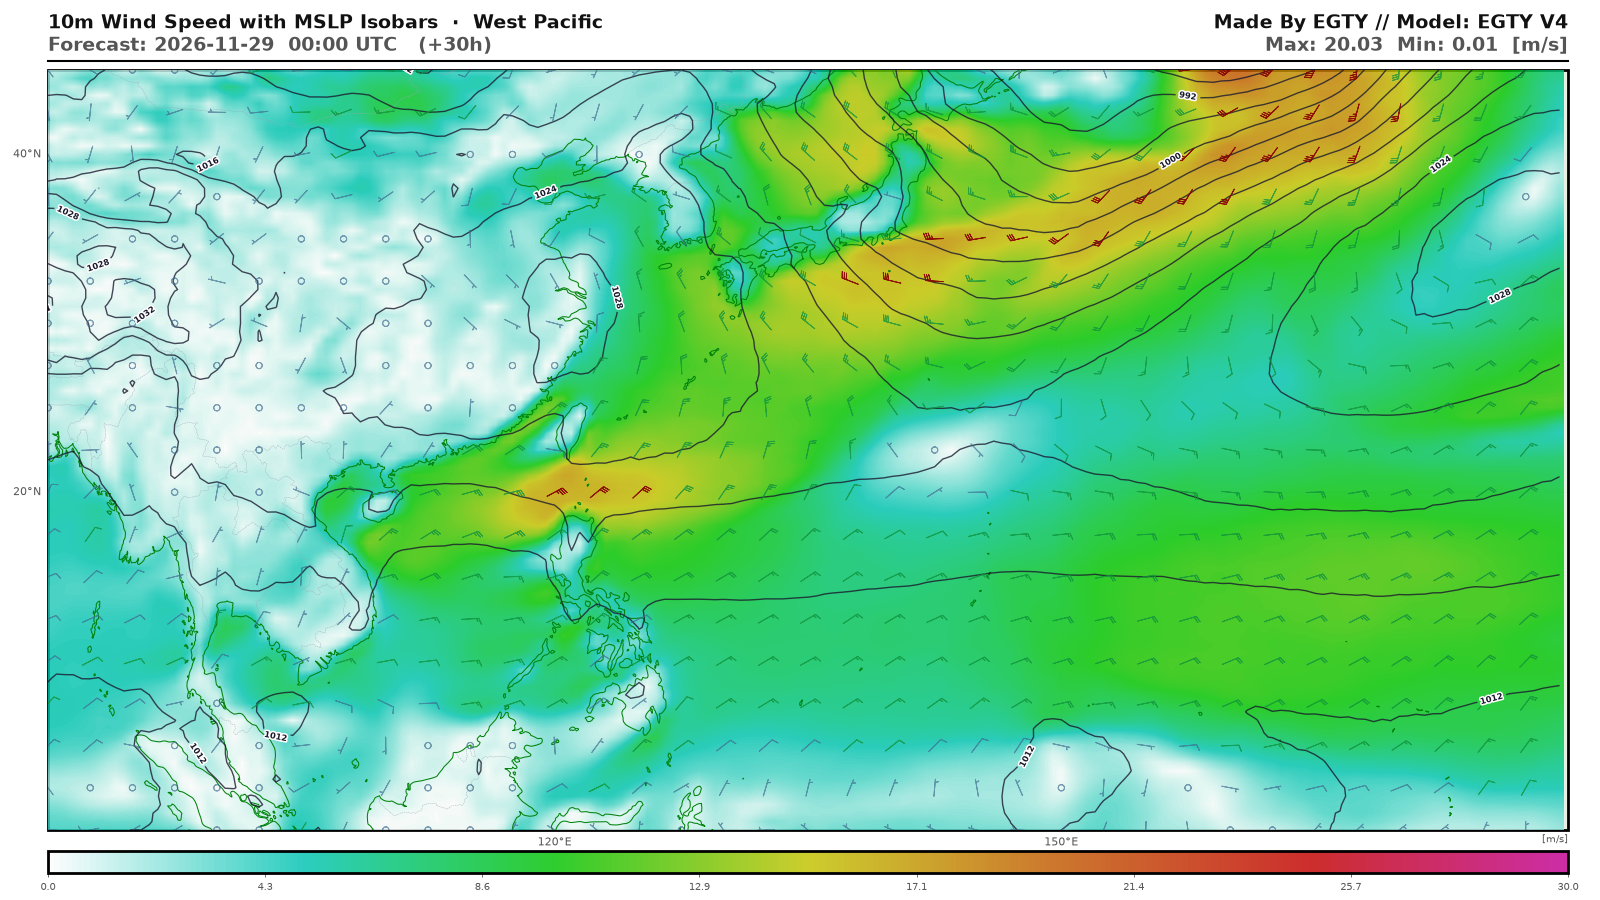 10m Wind Speed with MSLP Isobars · West Pacific
Made By EGTY // Model: EGTY V4
Forecast: 2026-11-29 00:00 UTC (+30h)
Max: 20.03 Min: 0.01 [m/s]
992
40°N
1016
1000
1024
1024
1028
1028
1028
1028
1032
20°N
1012
1012
1012
1012
120°E
150°E
[m/s]
0.0
4.3
8.6
12.9
17.1
21.4
25.7
30.0